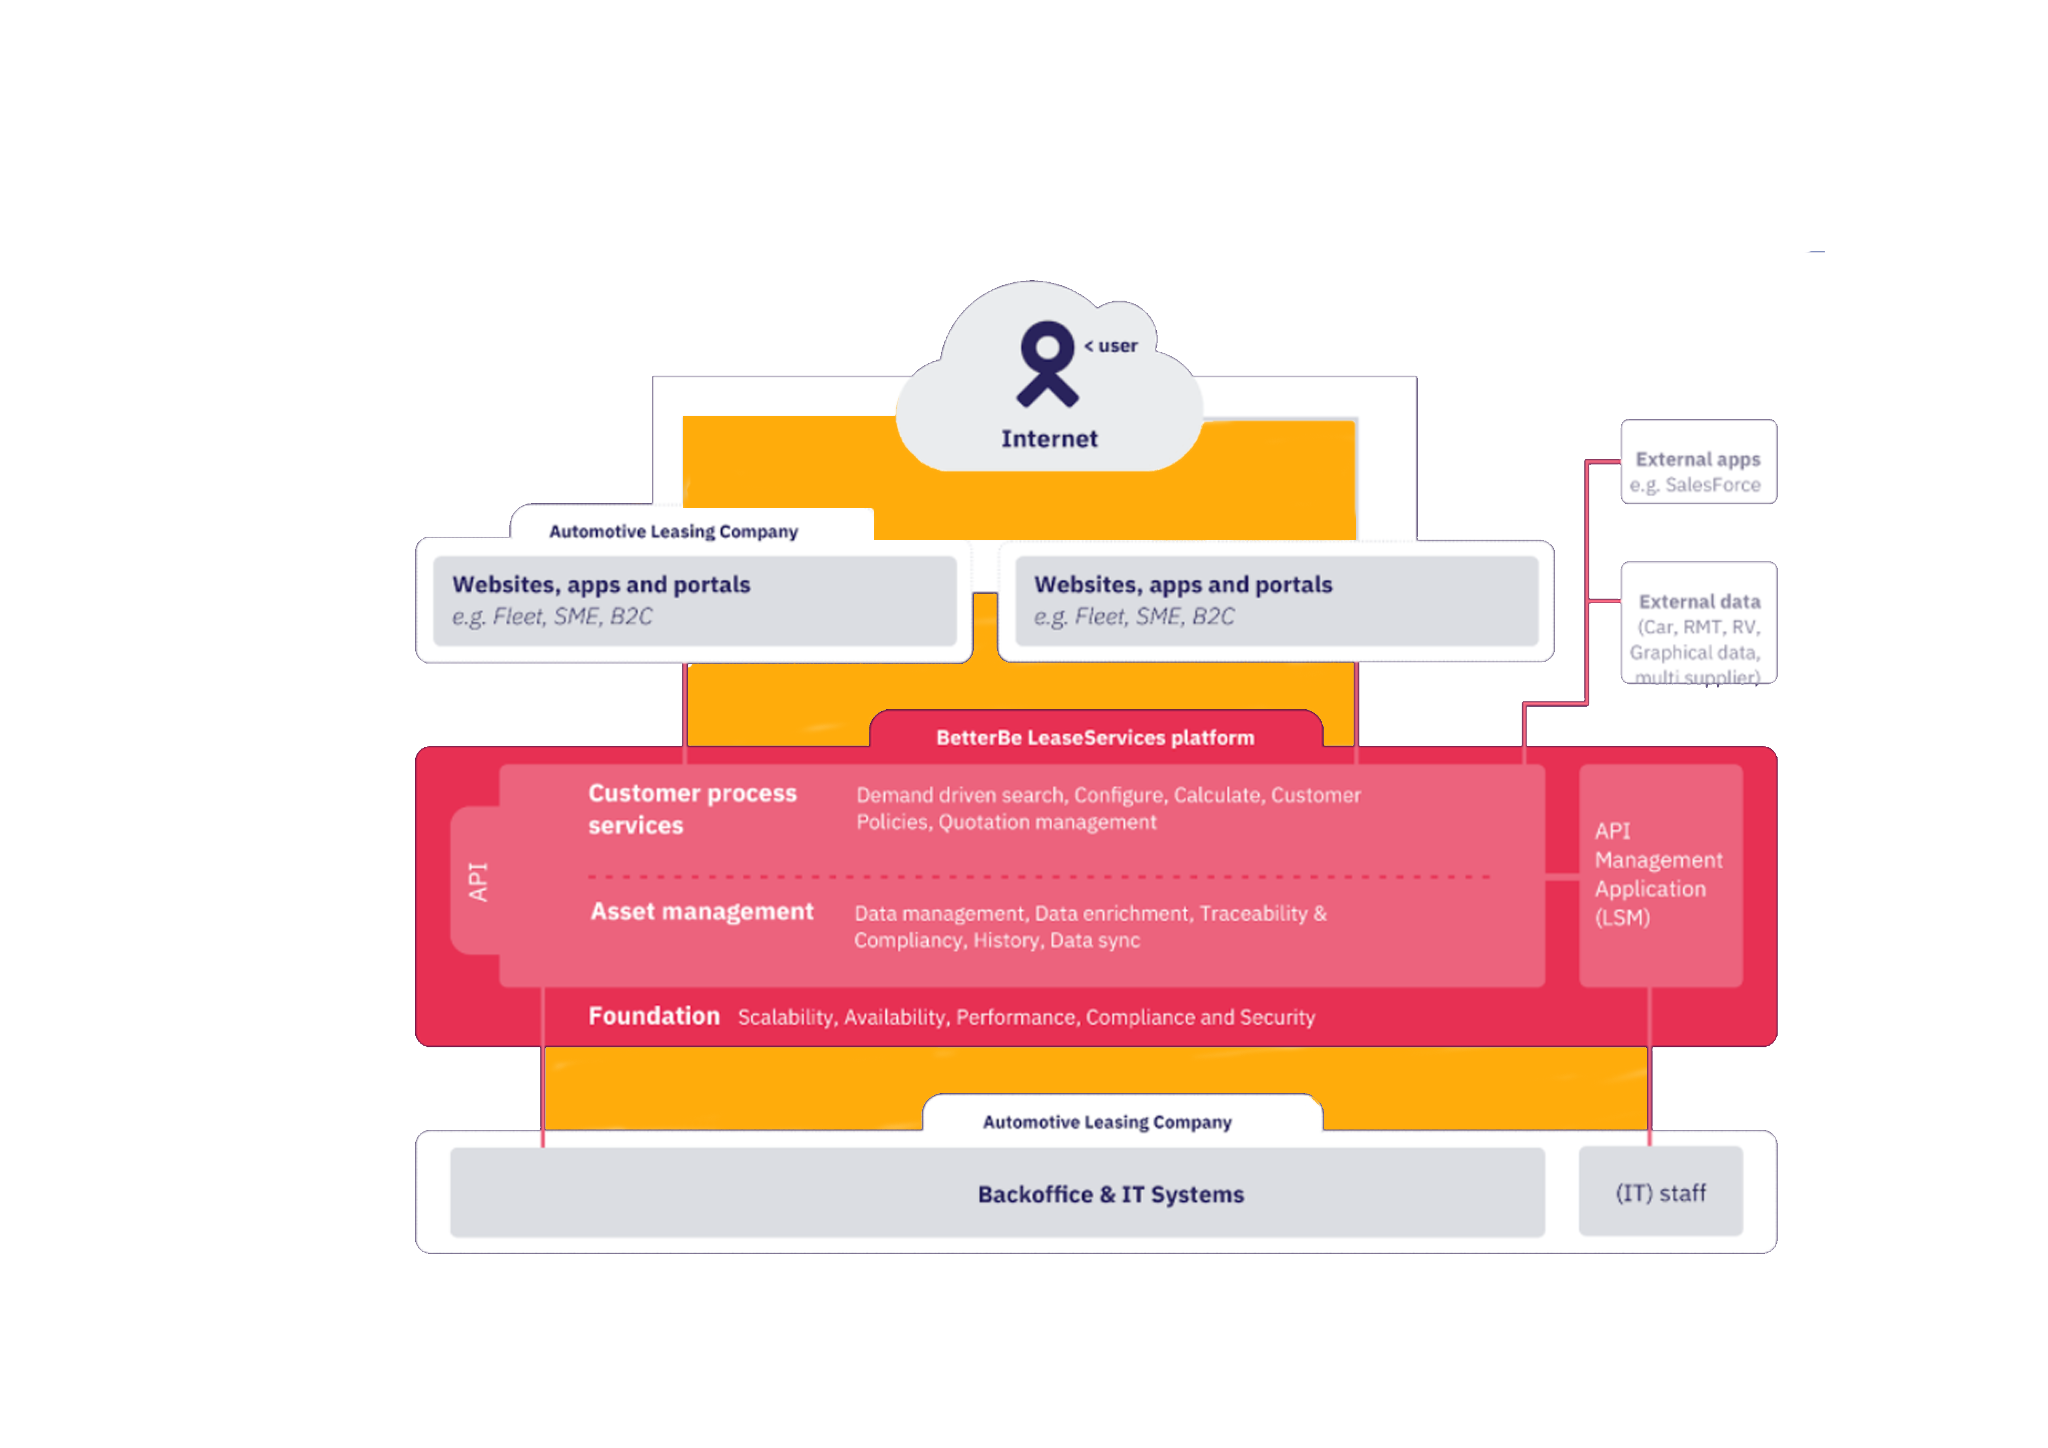 < user
Internet
External apps
e.g. SalesForce
Automotive Leasing Company
Websites, apps and portals
e.g. Fleet, SME, B2C
Websites, apps and portals
e.g. Fleet, SME, B2C
External data
(Car, RMT, RV,
Graphical data,
multi supplier)
BetterBe LeaseServices platform
API
Customer process
services
Demand driven search, Configure, Calculate, Customer
Policies, Quotation management
Asset management
Data management, Data enrichment, Traceability &
Compliancy, History, Data sync
API
Management
Application
(LSM)
Foundation Scalability, Availability, Performance, Compliance and Security
Automotive Leasing Company
Backoffice & IT Systems
(IT) staff